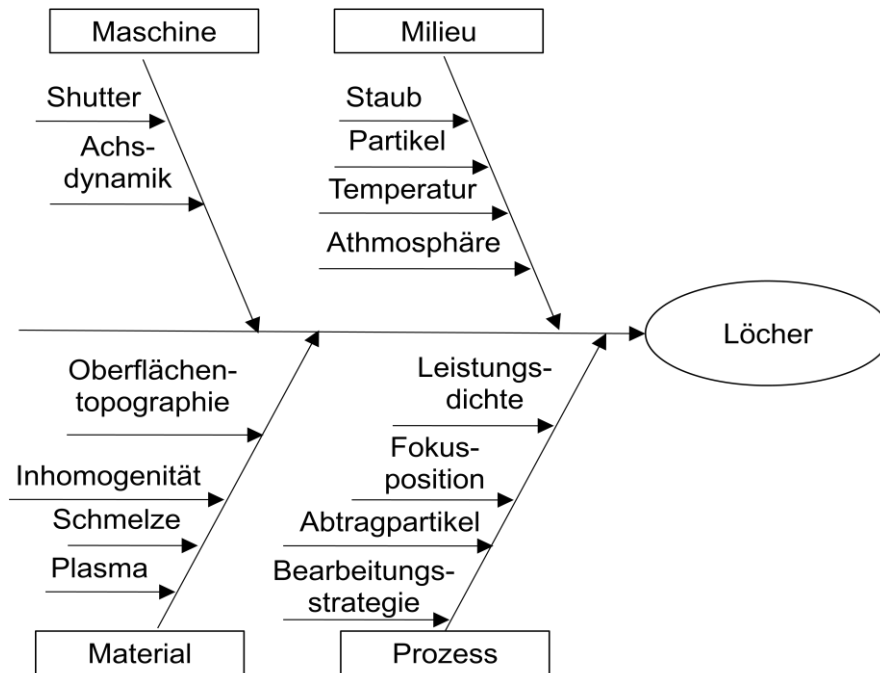 Maschine
Milieu
Shutter
Achs-
dynamik
Staub
Partikel
Temperatur
Athmosphäre
Löcher
Oberflächen-
topographie
Inhomogenität
Schmelze
Plasma
Leistungs-
dichte
Fokus-
position
Abtragpartikel
Bearbeitungs-
strategie
Material
Prozess